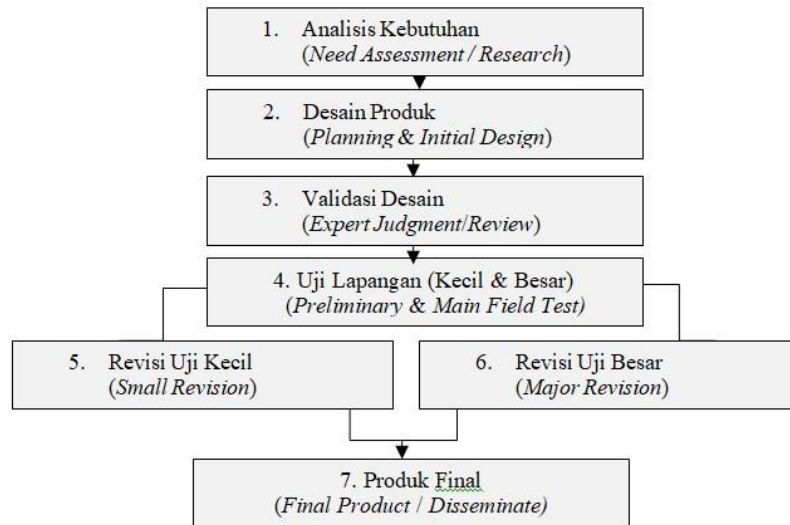 1. Analisis Kebutuhan
(Need Assessment / Research)
2. Desain Produk
(Planning & Initial Design)
3. Validasi Desain
(Expert Judgment/Review)
4. Uji Lapangan (Kecil & Besar)
(Preliminary & Main Field Test)
5. Revisi Uji Kecil
(Small Revision)
6. Revisi Uji Besar
(Major Revision)
7. Produk Final
(Final Product / Disseminate)